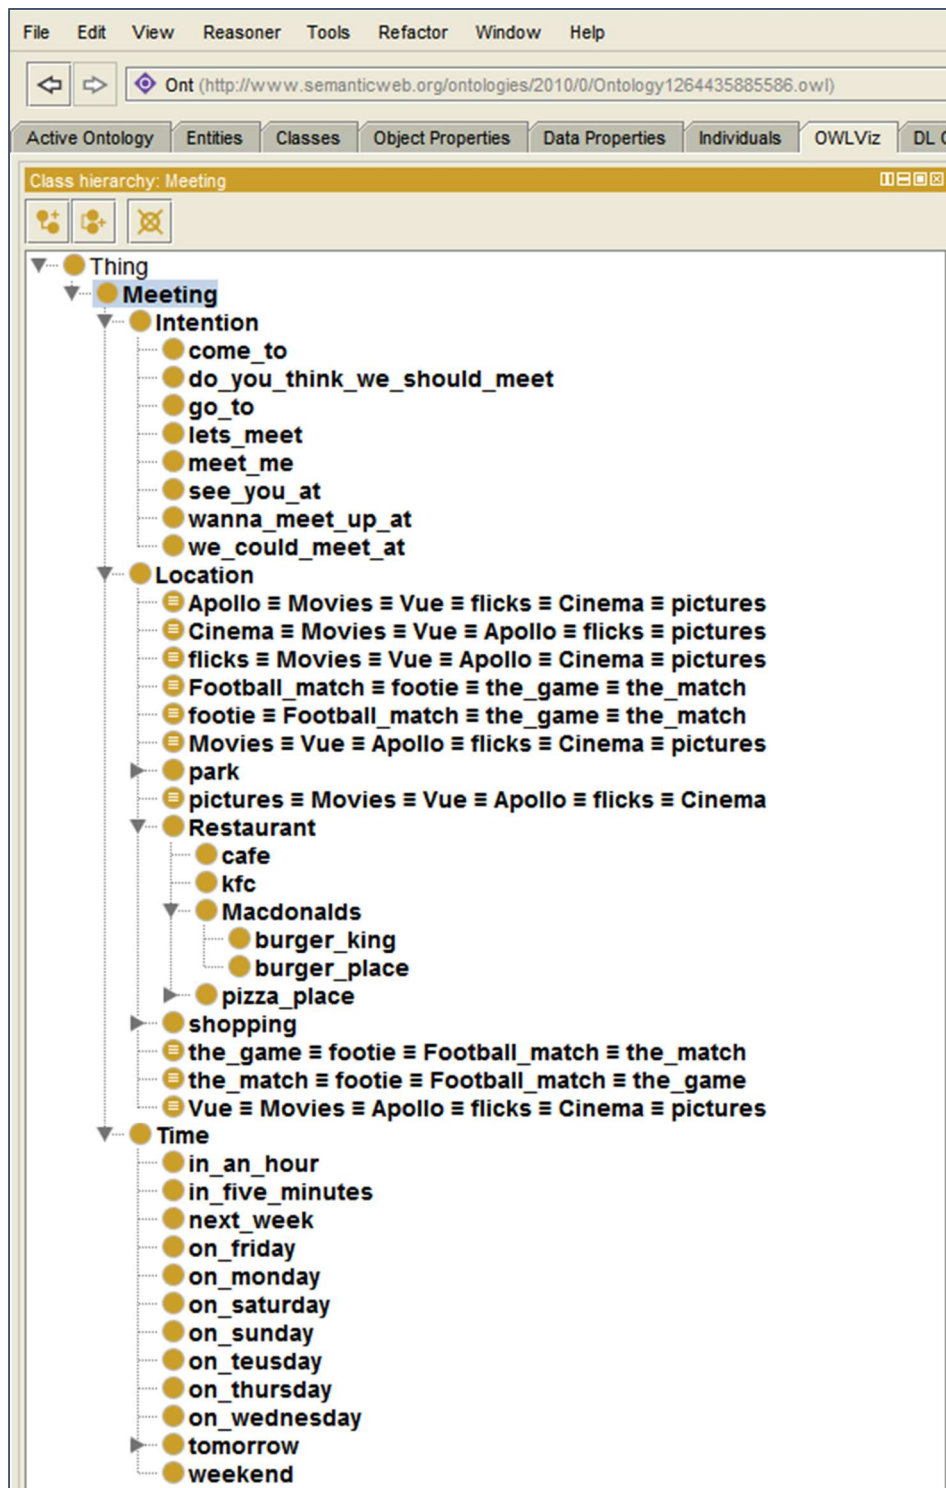 File Edit View Reasoner Tools Refactor Window Help
Ont (http://www.semanticweb.org/ontologies/2010/0/Ontology1264435885586.owl)
Active Ontology Entities Classes Object Properties Data Properties Individuals OWLViz DL
Class hierarchy: Meeting
Thing
Meeting
Intention
come_to
do_you_think_we_should_meet
go_to
lets_meet
meet_me
see_you_at
wanna_meet_up_at
we_could_meet_at
Location
Apollo ≡ Movies ≡ Vue ≡ flicks ≡ Cinema ≡ pictures
Cinema ≡ Movies ≡ Vue ≡ Apollo ≡ flicks ≡ pictures
flicks ≡ Movies ≡ Vue ≡ Apollo ≡ Cinema ≡ pictures
Football_match ≡ footie ≡ the_game ≡ the_match
footie ≡ Football_match ≡ the_game ≡ the_match
Movies ≡ Vue ≡ Apollo ≡ flicks ≡ Cinema ≡ pictures
park
pictures ≡ Movies ≡ Vue ≡ Apollo ≡ flicks ≡ Cinema
Restaurant
cafe
kfc
Macdonalds
burger_king
burger_place
pizza_place
shopping
the_game ≡ footie ≡ Football_match ≡ the_match
the_match ≡ footie ≡ Football_match ≡ the_game
Vue ≡ Movies ≡ Apollo ≡ flicks ≡ Cinema ≡ pictures
Time
in_an_hour
in_five_minutes
next_week
on_friday
on_monday
on_saturday
on_sunday
on_teusday
on_thursday
on_wednesday
tomorrow
weekend